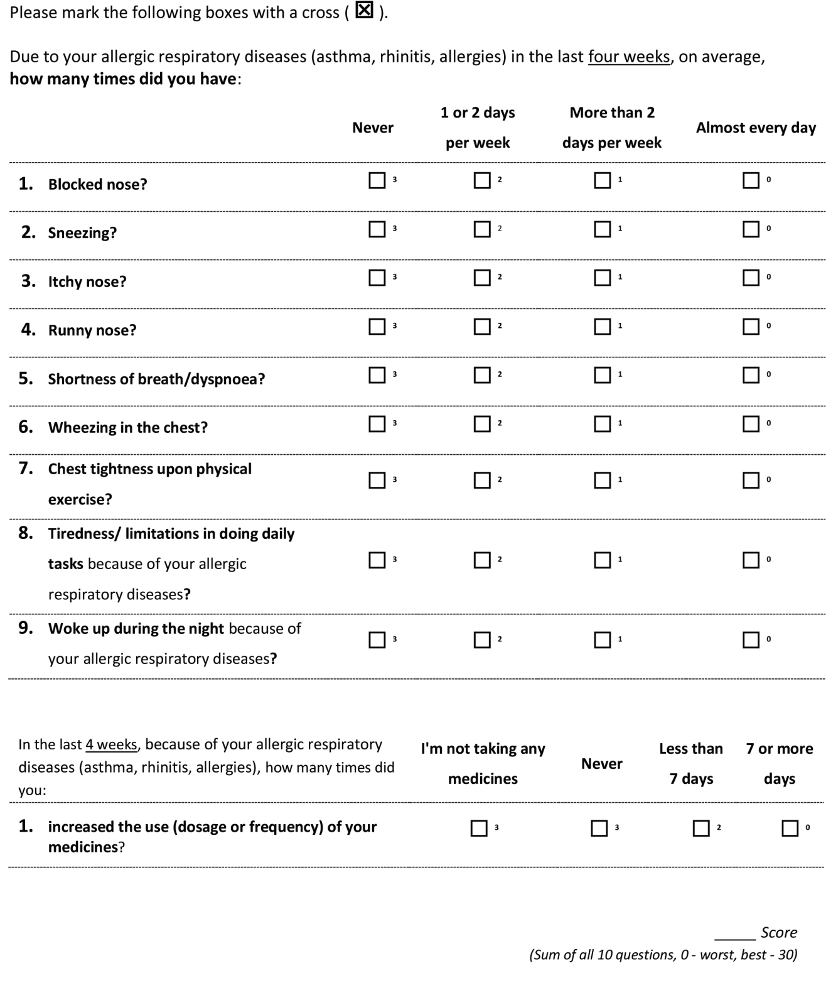 Please mark the following boxes with a cross ( ☒ ).
Due to your allergic respiratory diseases (asthma, rhinitis, allergies) in the last four weeks, on average,
how many times did you have:
Never
1 or 2 days
per week
More than 2
days per week
Almost every day
1. Blocked nose? ☐ 3 ☐ 2 ☐ 1 ☐ 0
2. Sneezing? ☐ 3 ☐ 2 ☐ 1 ☐ 0
3. Itchy nose? ☐ 3 ☐ 2 ☐ 1 ☐ 0
4. Runny nose? ☐ 3 ☐ 2 ☐ 1 ☐ 0
5. Shortness of breath/dyspnoea? ☐ 3 ☐ 2 ☐ 1 ☐ 0
6. Wheezing in the chest? ☐ 3 ☐ 2 ☐ 1 ☐ 0
7. Chest tightness upon physical
exercise? ☐ 3 ☐ 2 ☐ 1 ☐ 0
8. Tiredness/ limitations in doing daily
tasks because of your allergic ☐ 3 ☐ 2 ☐ 1 ☐ 0
respiratory diseases?
9. Woke up during the night because of
your allergic respiratory diseases? ☐ 3 ☐ 2 ☐ 1 ☐ 0
In the last 4 weeks, because of your allergic respiratory
diseases (asthma, rhinitis, allergies), how many times did
you:
I'm not taking any
medicines
Never
Less than
7 days
7 or more
days
1. increased the use (dosage or frequency) of your ☐ 3 ☐ 3 ☐ 2 ☐ 0
medicines?
_____ Score
(Sum of all 10 questions, 0 - worst, best - 30)